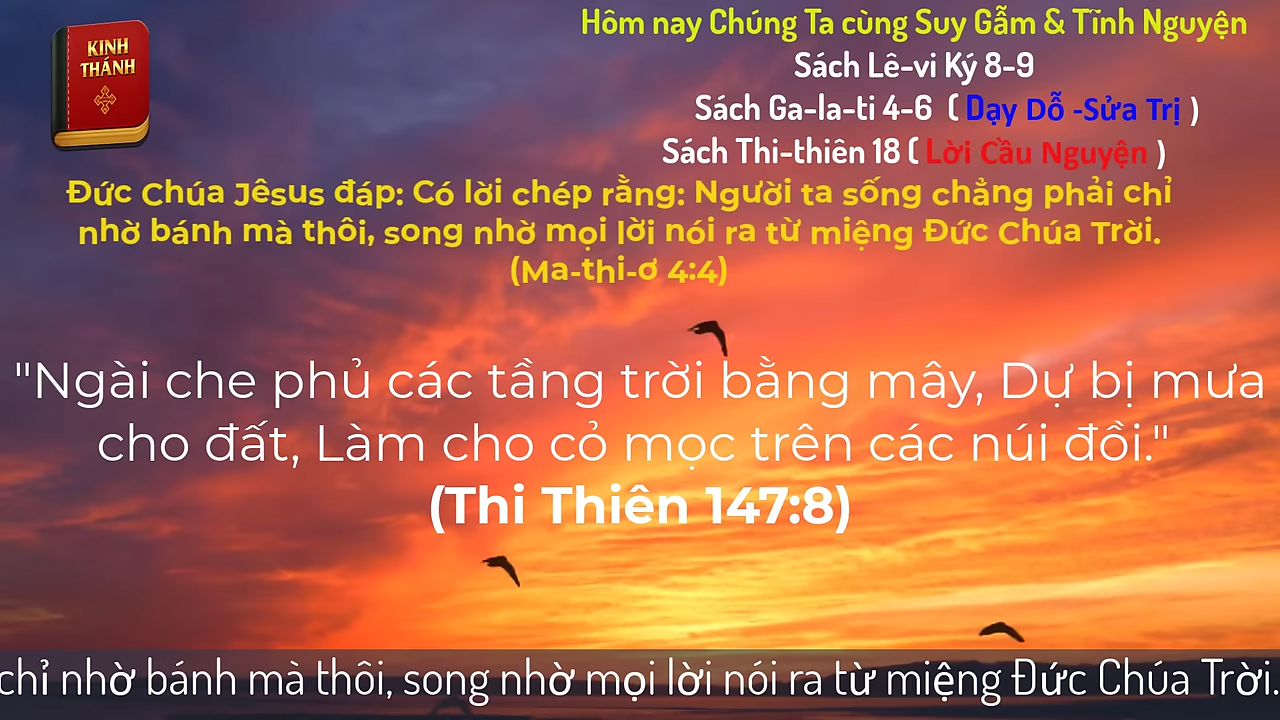 KINH
THÁNH
Hôm nay Chúng Ta cùng Suy Gẫm & Tĩnh Nguyện
Sách Lê-vi Ký 8-9
Sách Ga-la-ti 4-6 ( Dạy Dỗ -Sửa Trị )
Sách Thi-thiên 18 ( Lời Cầu Nguyện )
Đức Chúa Jêsus đáp: Có lời chép rằng: Người ta sống chẳng phải chỉ
nhờ bánh mà thôi, song nhờ mọi lời nói ra từ miệng Đức Chúa Trời.
(Ma-thi-ơ 4:4)
"Ngài che phủ các tầng trời bằng mây, Dự bị mưa
cho đất, Làm cho cỏ mọc trên các núi đồi."
(Thi Thiên 147:8)
chỉ nhờ bánh mà thôi, song nhờ mọi lời nói ra từ miệng Đức Chúa Trời.